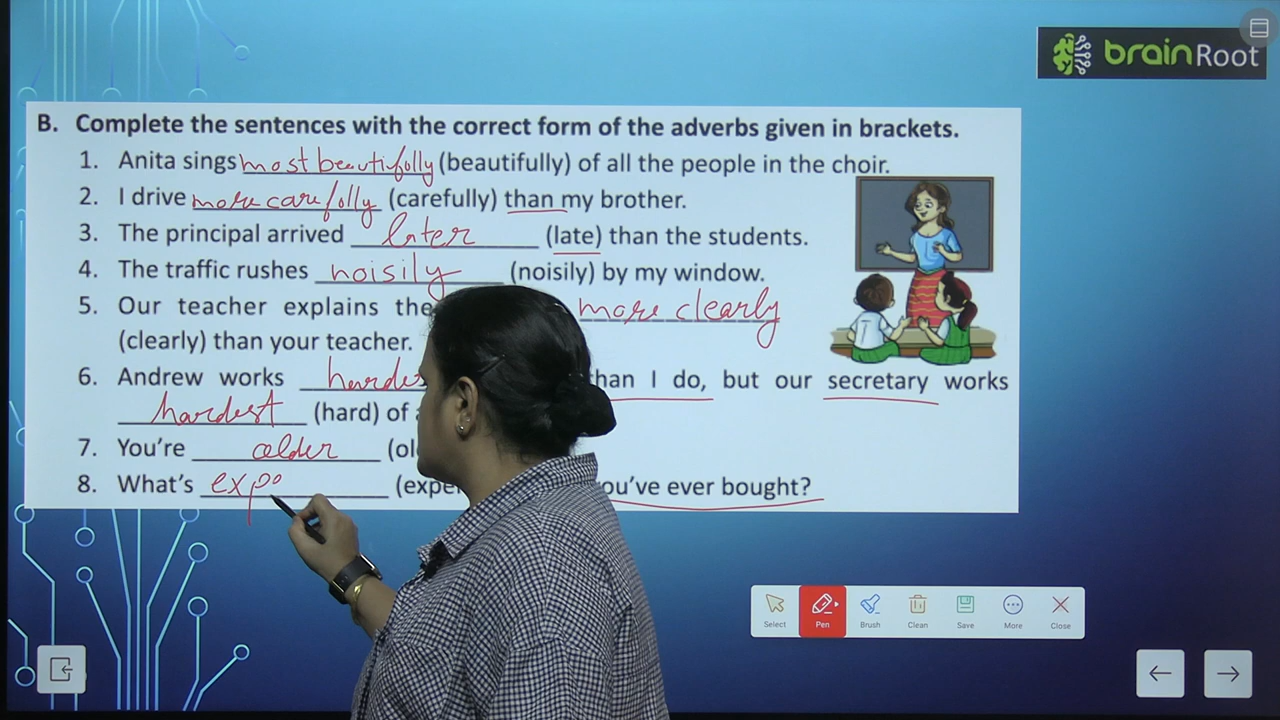 brainRoot
B. Complete the sentences with the correct form of the adverbs given in brackets.
1. Anita sings most beautifully (beautifully) of all the people in the choir.
2. I drive more carefully (carefully) than my brother.
3. The principal arrived later (late) than the students.
4. The traffic rushes noisily (noisily) by my window.
5. Our teacher explains the more clearly
(clearly) than your teacher.
6. Andrew works han I do, but our secretary works
hardest (hard) of
7. You're older
8. What's expe ou've ever bought?
Select Pen Brush Clean Save More Close